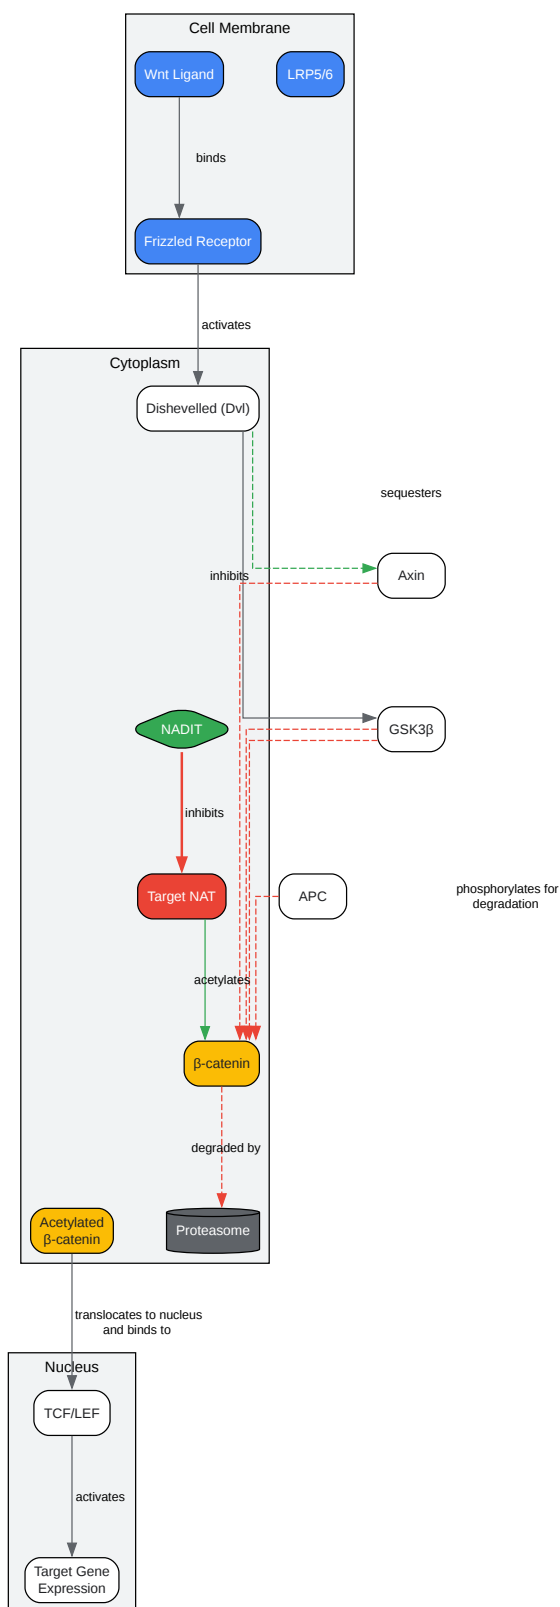 Cell Membrane
Wnt Ligand
LRP5/6
binds
Frizzled Receptor
activates
Cytoplasm
Dishevelled (Dvl)
sequesters
inhibits
Axin
NADIT
GSK3β
inhibits
Target NAT
APC
phosphorylates for
degradation
acetylates
β-catenin
degraded by
Acetylated
β-catenin
Proteasome
translocates to nucleus
and binds to
Nucleus
TCF/LEF
activates
Target Gene
Expression